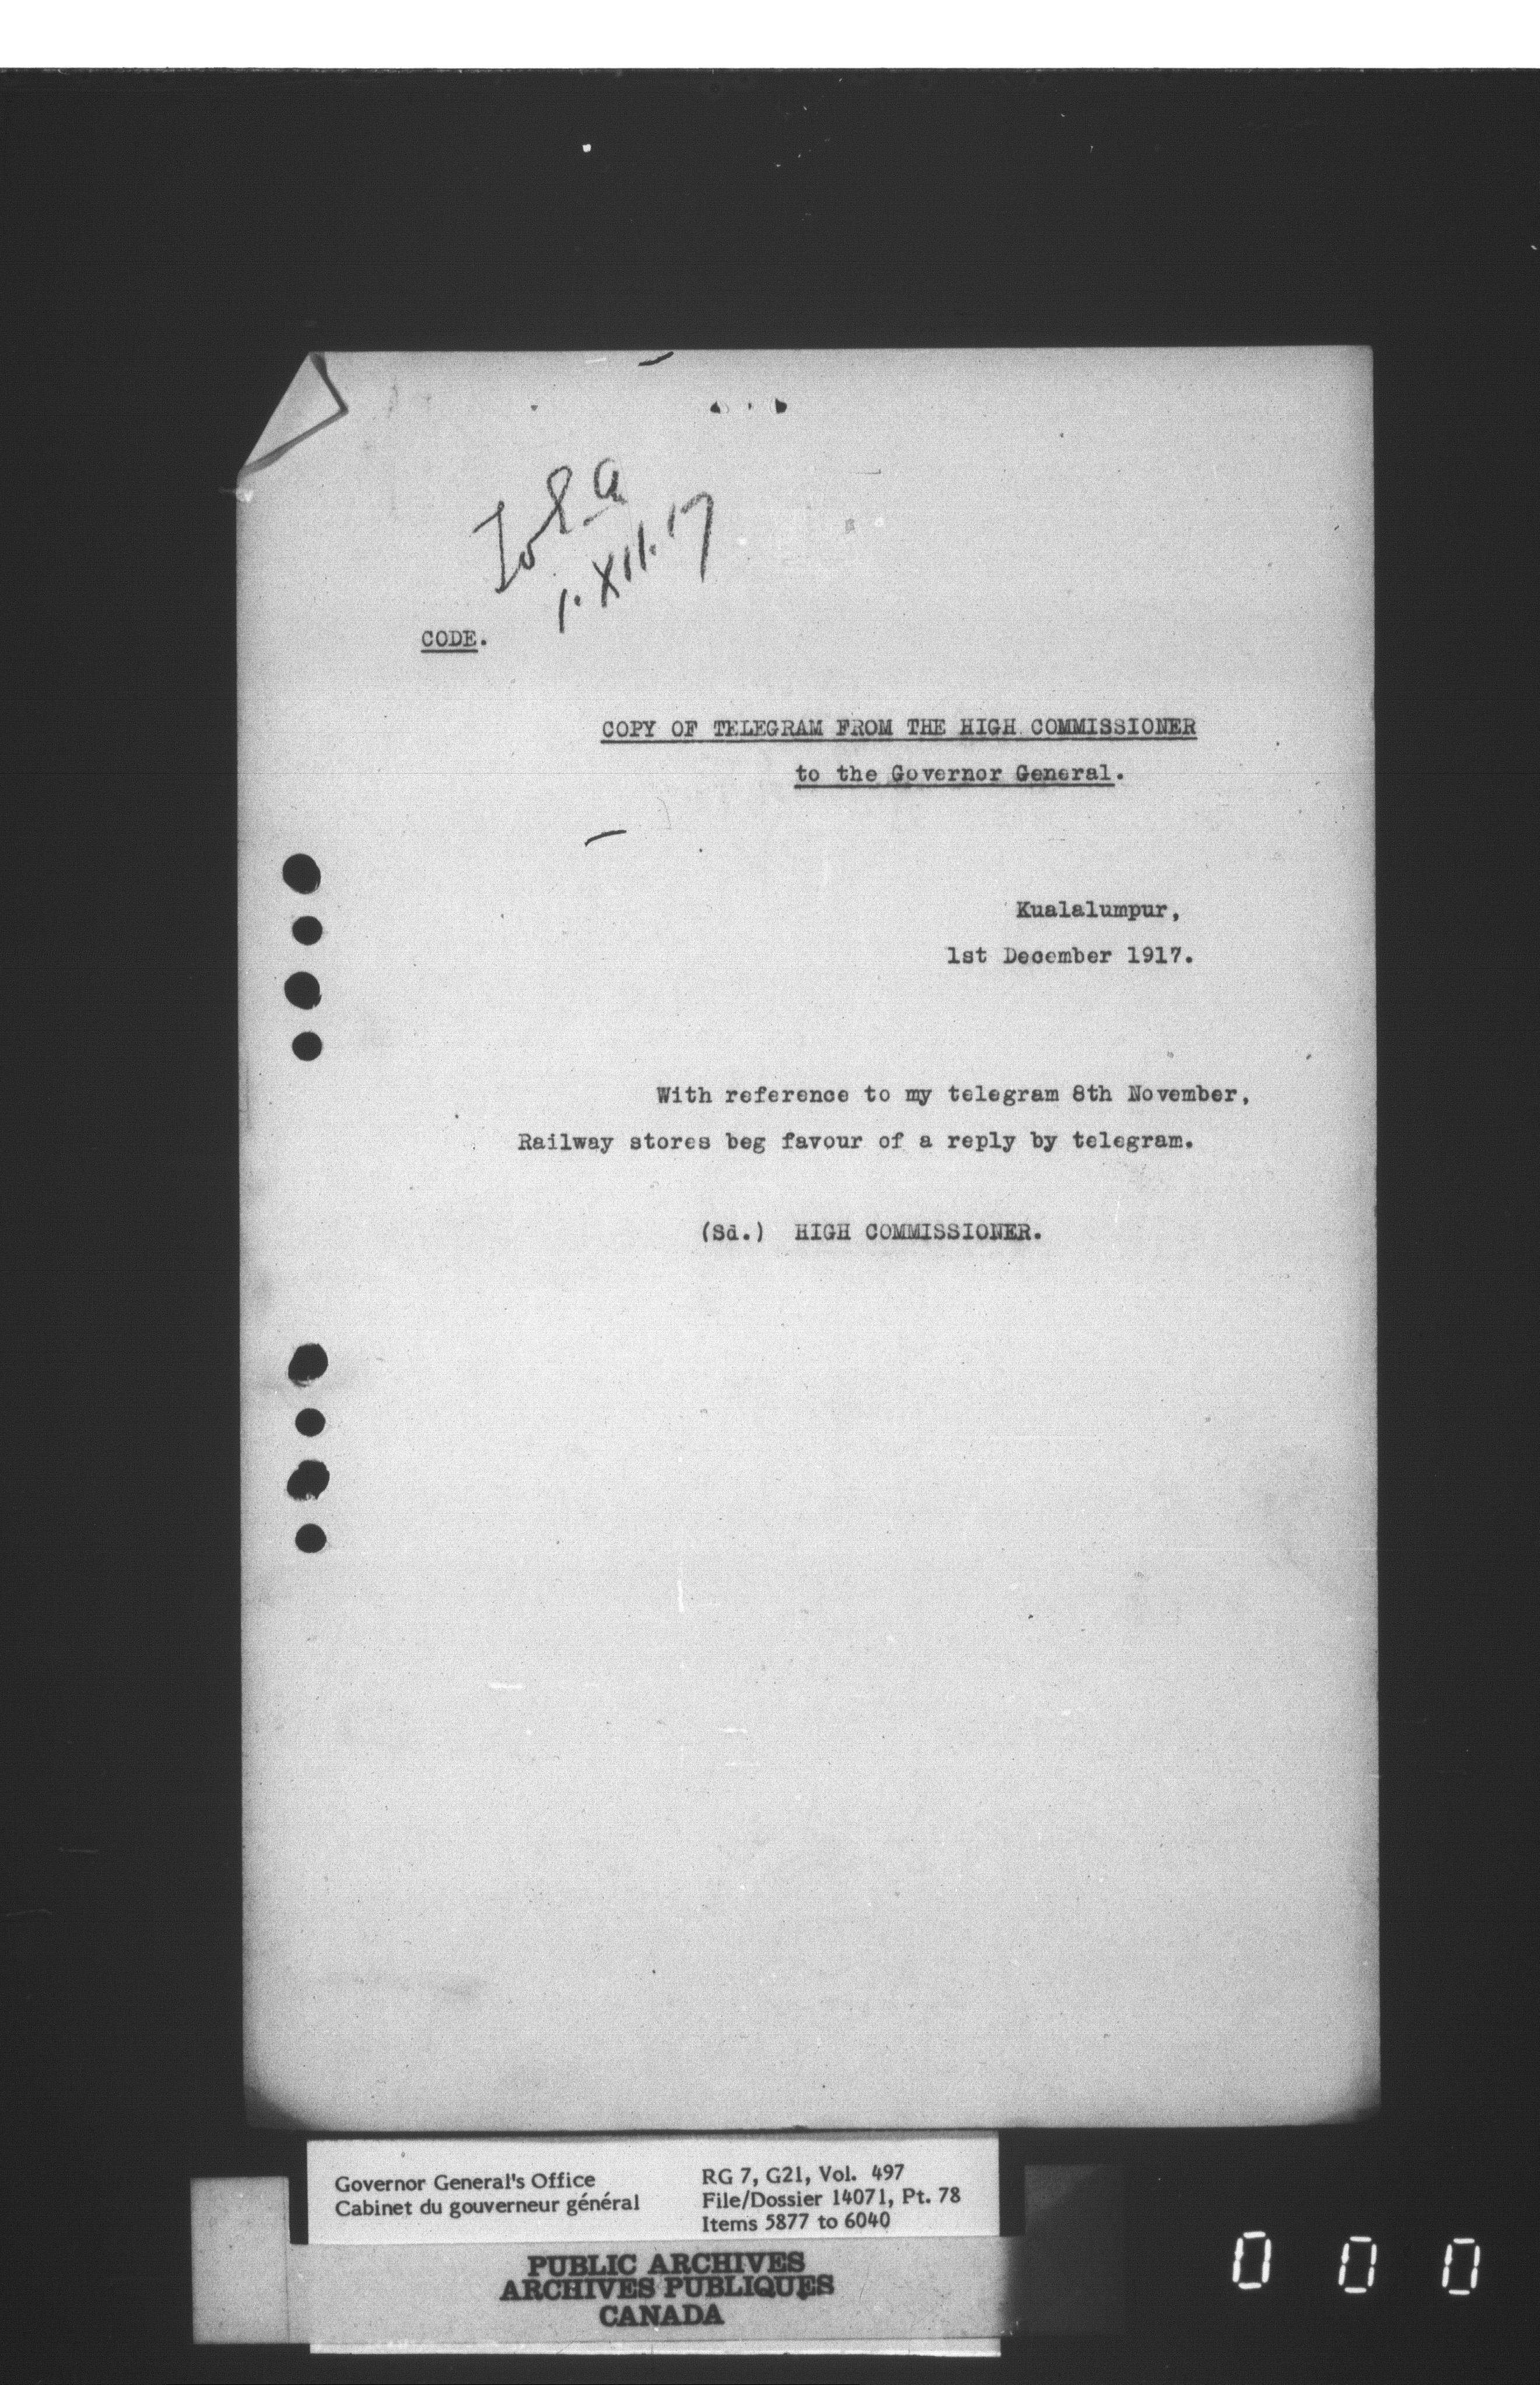 1.XII.17
CODE.
COPY OF TELEGRAM FROM THE HIGH COMMISSIONER
to the Governor General.
Kualalumpur,
1st December 1917.
With reference to my telegram 8th November,
Railway stores beg favour of a reply by telegram.
(Sd.) HIGH COMMISSIONER.
Governor General's Office
Cabinet du gouverneur général
RG 7, G21, Vol. 497
File/Dossier 14071, Pt. 78
Items 5877 to 6040
PUBLIC ARCHIVES
ARCHIVES PUBLIQUES
CANADA
0 0 0